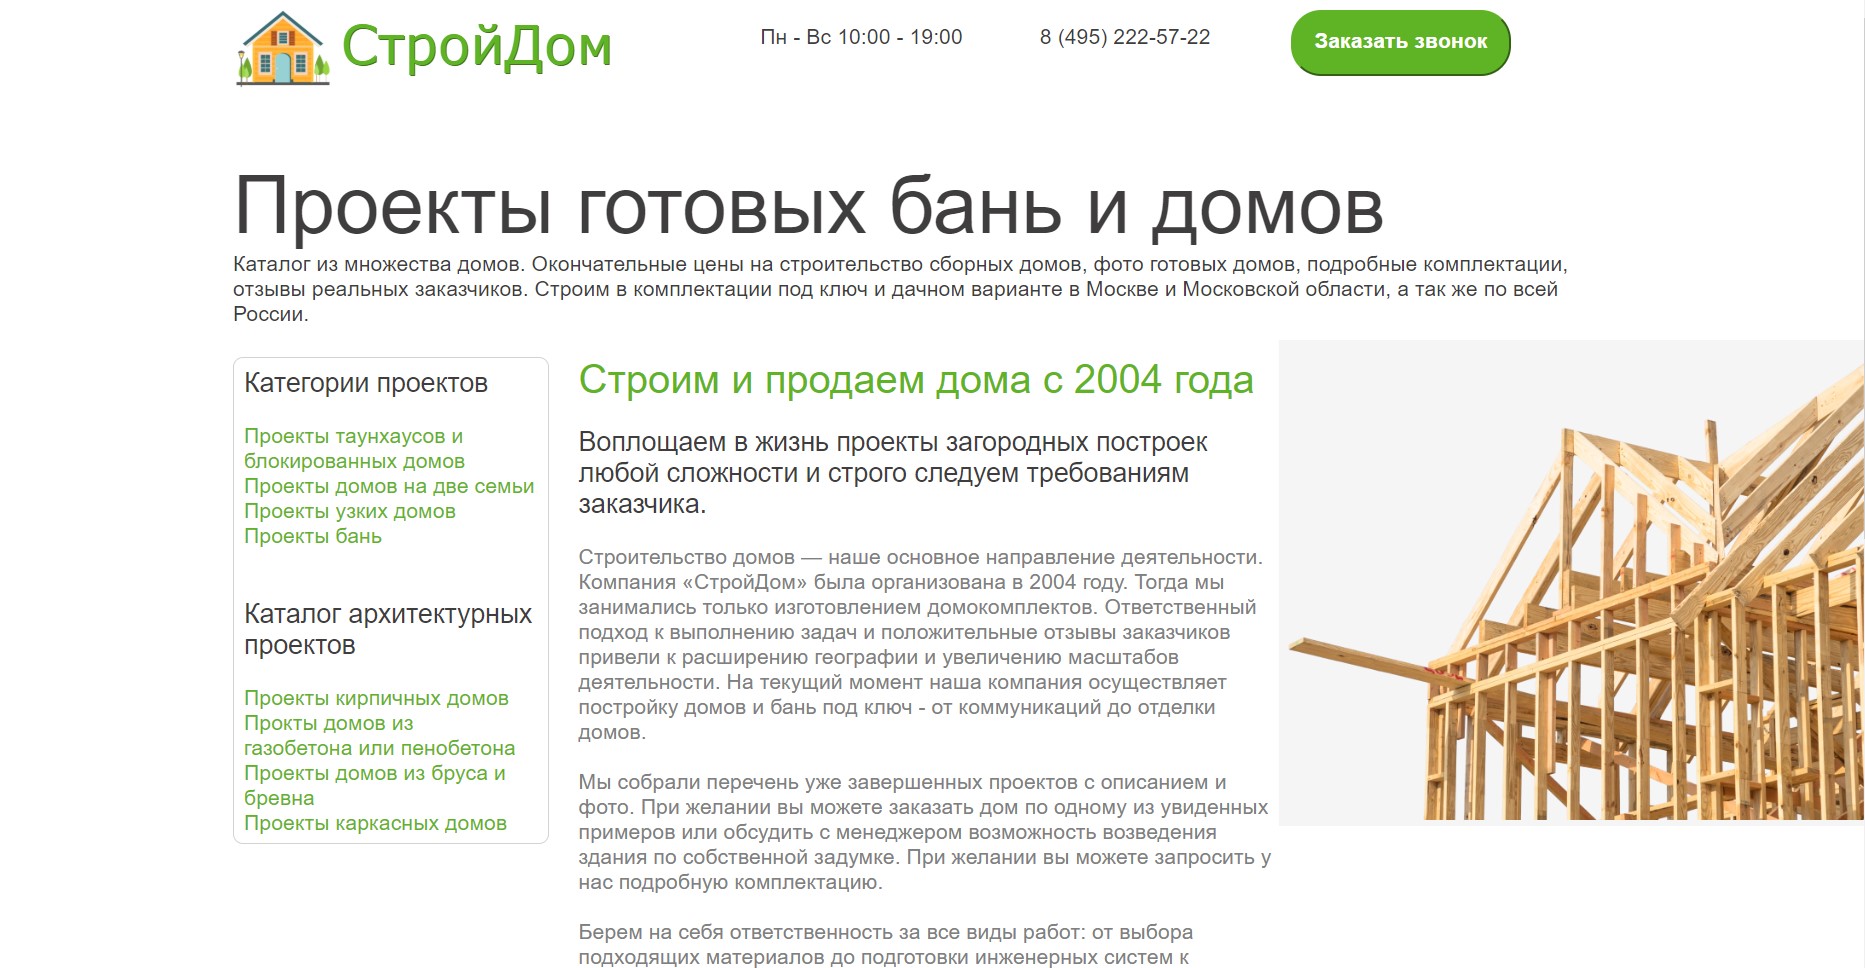 СтройДом
Пн - Вс 10:00 - 19:00
8 (495) 222-57-22
Заказать звонок
Проекты готовых бань и домов
Каталог из множества домов. Окончательные цены на строительство сборных домов, фото готовых домов, подробные комплектации,
отзывы реальных заказчиков. Строим в комплектации под ключ и дачном варианте в Москве и Московской области, а так же по всей
России.
Категории проектов
Проекты таунхаусов и
блокированных домов
Проекты домов на две семьи
Проекты узких домов
Проекты бань
Каталог архитектурных
проектов
Проекты кирпичных домов
Прокты домов из
газобетона или пенобетона
Проекты домов из бруса и
бревна
Проекты каркасных домов
Строим и продаем дома с 2004 года
Воплощаем в жизнь проекты загородных построек
любой сложности и строго следуем требованиям
заказчика.
Строительство домов — наше основное направление деятельности.
Компания «СтройДом» была организована в 2004 году. Тогда мы
занимались только изготовлением домокомплектов. Ответственный
подход к выполнению задач и положительные отзывы заказчиков
привели к расширению географии и увеличению масштабов
деятельности. На текущий момент наша компания осуществляет
постройку домов и бань под ключ - от коммуникаций до отделки
домов.
Мы собрали перечень уже завершенных проектов с описанием и
фото. При желании вы можете заказать дом по одному из увиденных
примеров или обсудить с менеджером возможность возведения
здания по собственной задумке. При желании вы можете запросить у
нас подробную комплектацию.
Берем на себя ответственность за все виды работ: от выбора
подходящих материалов до подготовки инженерных систем к